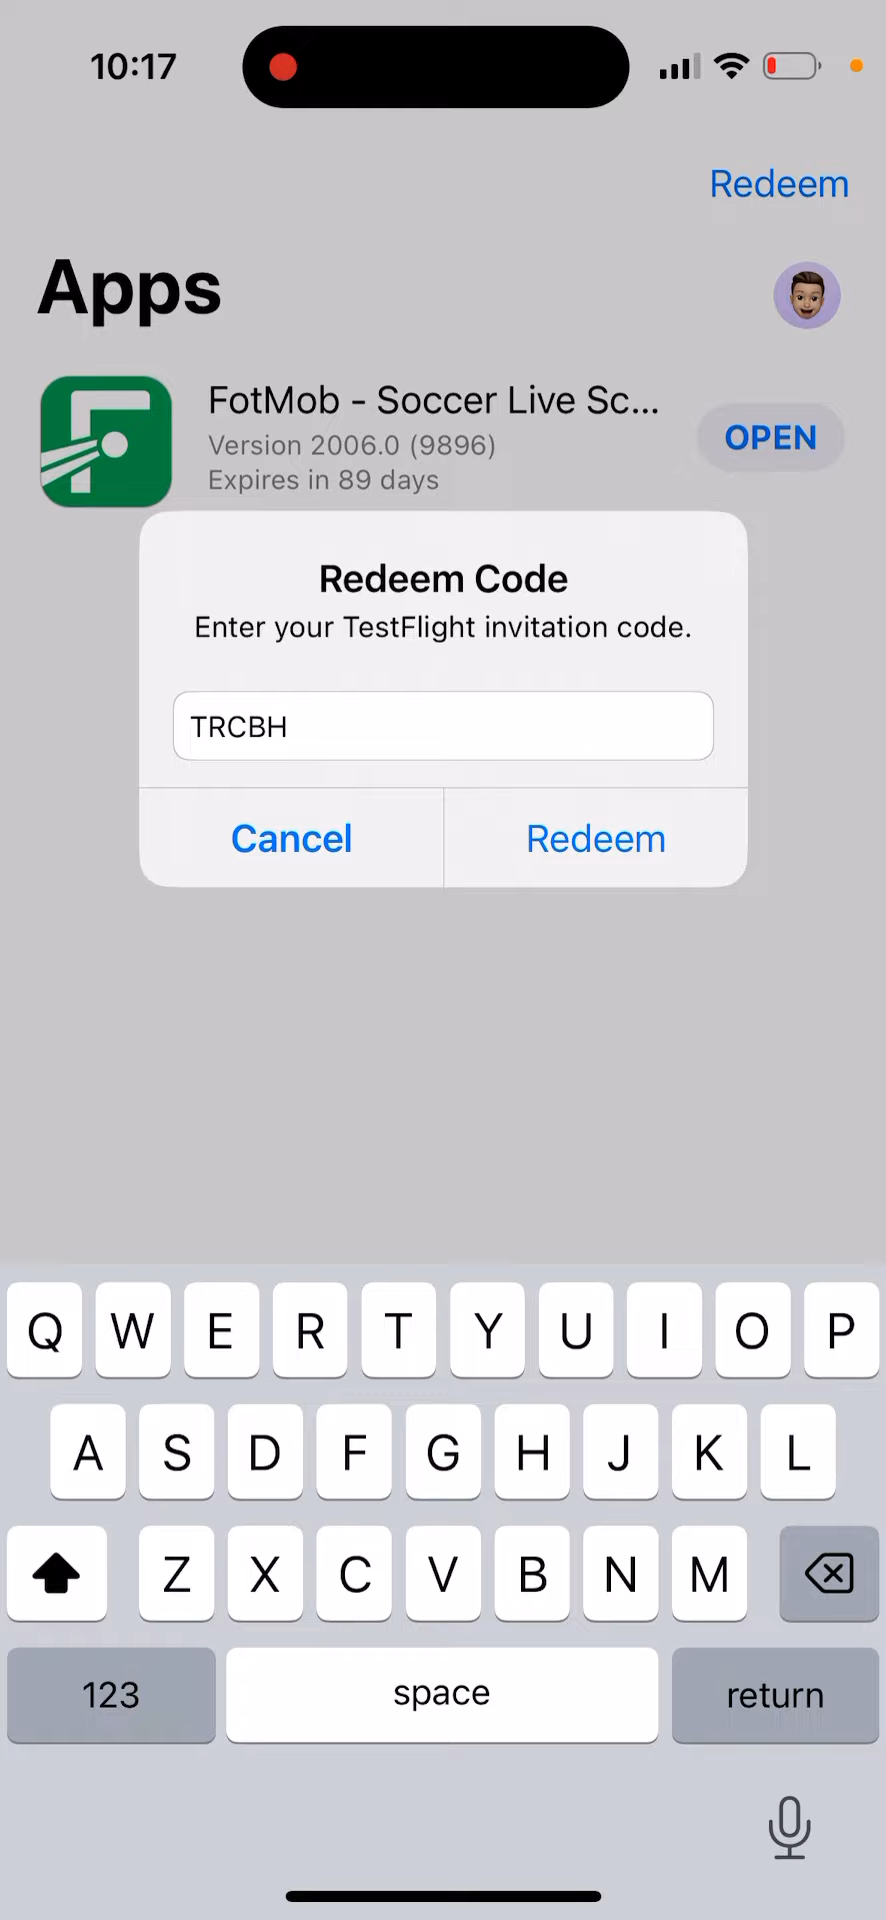 10:17
Redeem
Apps
FotMob - Soccer Live Sc...
Version 2006.0 (9896)
Expires in 89 days
OPEN
Redeem Code
Enter your TestFlight invitation code.
TRCBH
Cancel Redeem
Q W E R T Y U I O P
A S D F G H J K L
Z X C V B N M
123 space return